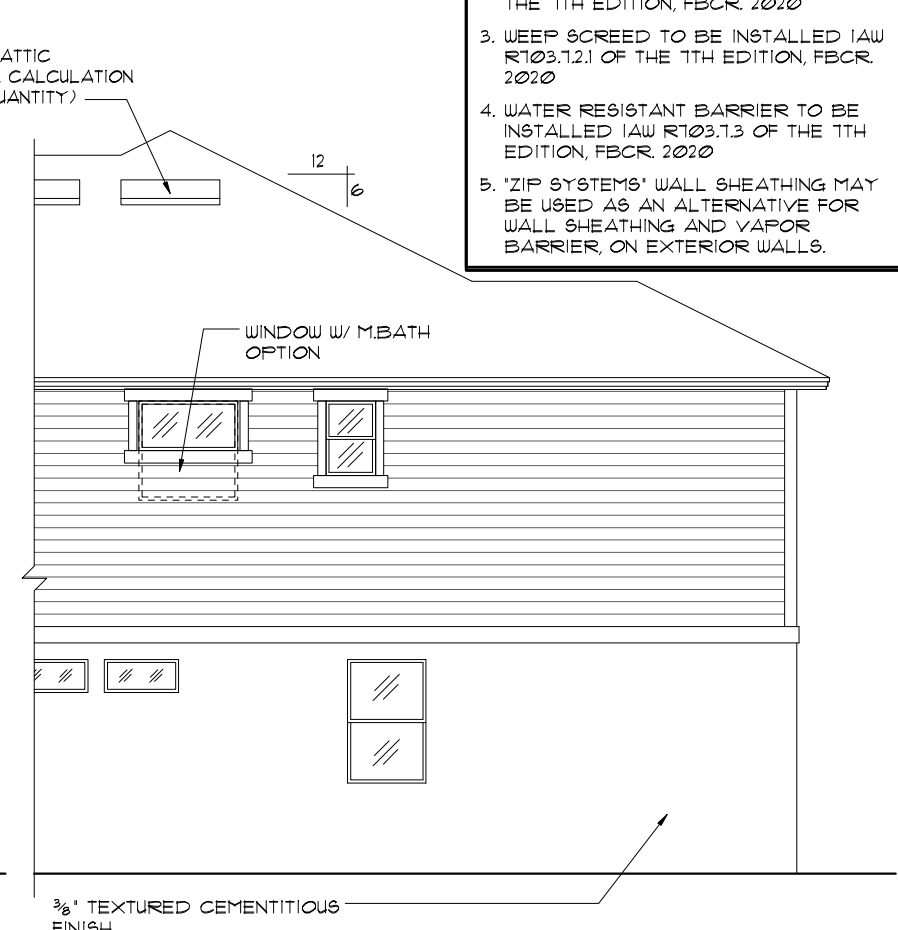 THE 7TH EDITION, FBCR. 2020
3. WEEP SCREED TO BE INSTALLED IAW
R703.7.2.1 OF THE 7TH EDITION, FBCR.
2020
4. WATER RESISTANT BARRIER TO BE
INSTALLED IAW R703.7.3 OF THE 7TH
EDITION, FBCR. 2020
5. "ZIP SYSTEMS" WALL SHEATHING MAY
BE USED AS AN ALTERNATIVE FOR
WALL SHEATHING AND VAPOR
BARRIER, ON EXTERIOR WALLS.
ATTIC
CALCULATION
UANTITY)
12
6
WINDOW W/ M.BATH
OPTION
3/8" TEXTURED CEMENTITIOUS
FINISH